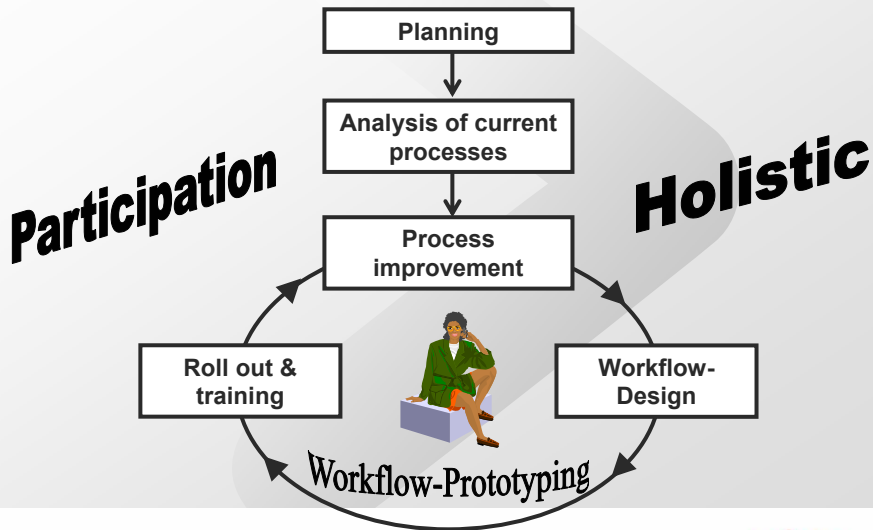 Planning
Analysis of current
processes
Participation
Holistic
Process
improvement
Roll out &
training
Workflow-
Design
Workflow-Prototyping